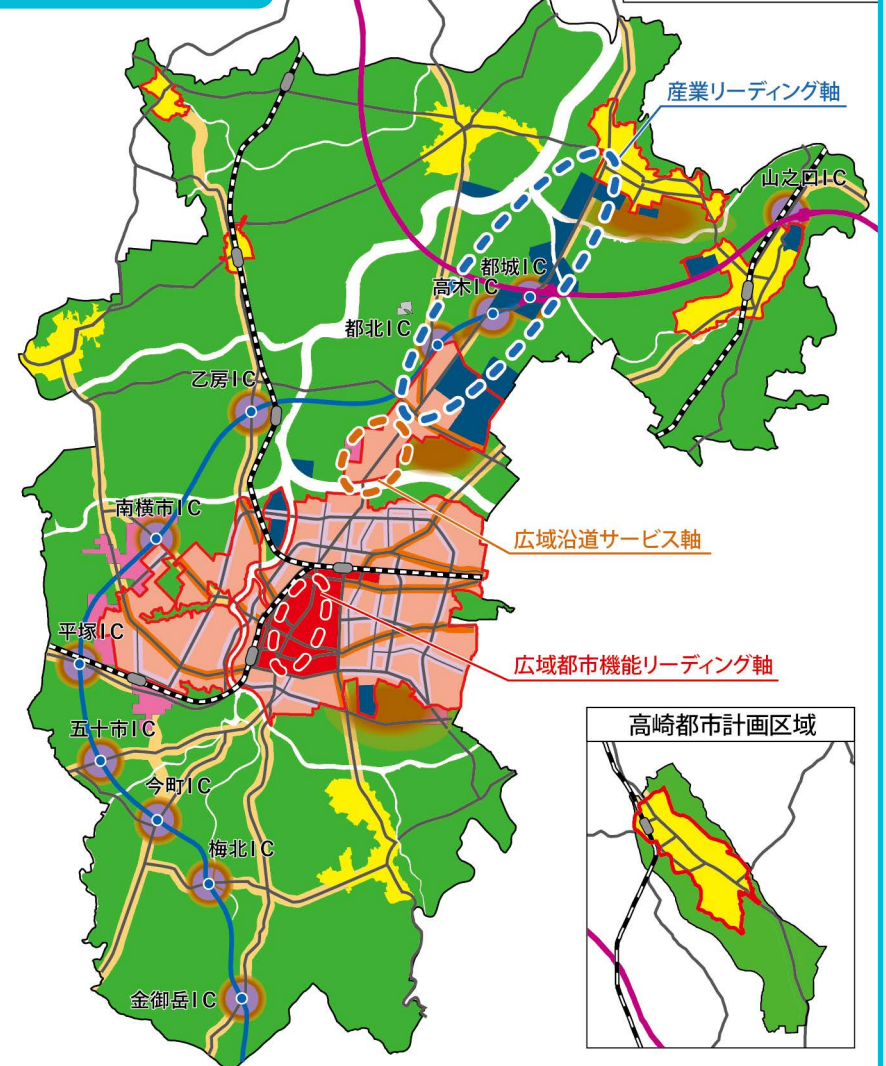 産業リーディング軸
山之口IC
都城IC
高木IC
都北IC
乙房IC
南横市IC
広域沿道サービス軸
平塚IC
広域都市機能リーディング軸
五十市IC
高崎都市計画区域
今町IC
梅北IC
金御岳IC